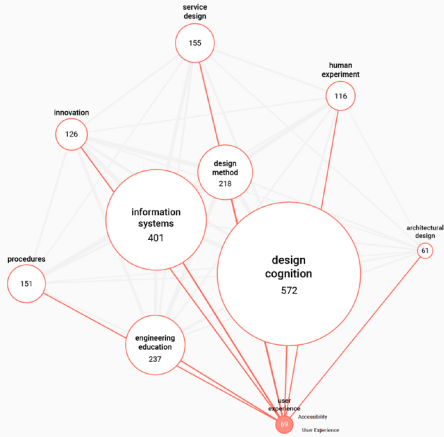 service
design
155
human
experiment
116
innovation
126
design
method
218
information
systems
401
architectural
design
61
design
cognition
572
procedures
151
engineering
education
237
user
experience
69
Accessibility
User Experience